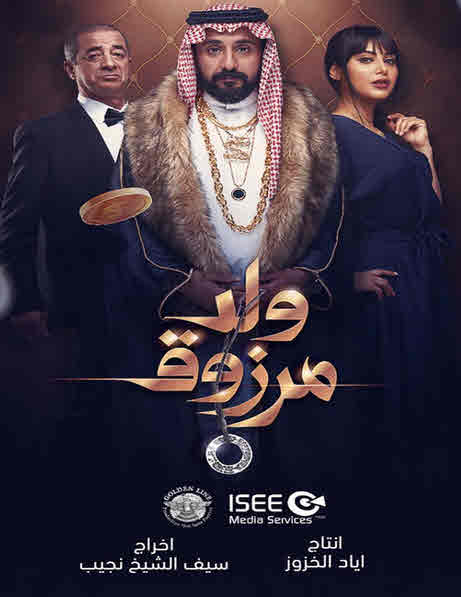 ولد
مرزوق
GOLDEN LINE
ISEE
Media Services
انتاج
اياد الخزوز
اخراج
سيف الشيخ نجيب